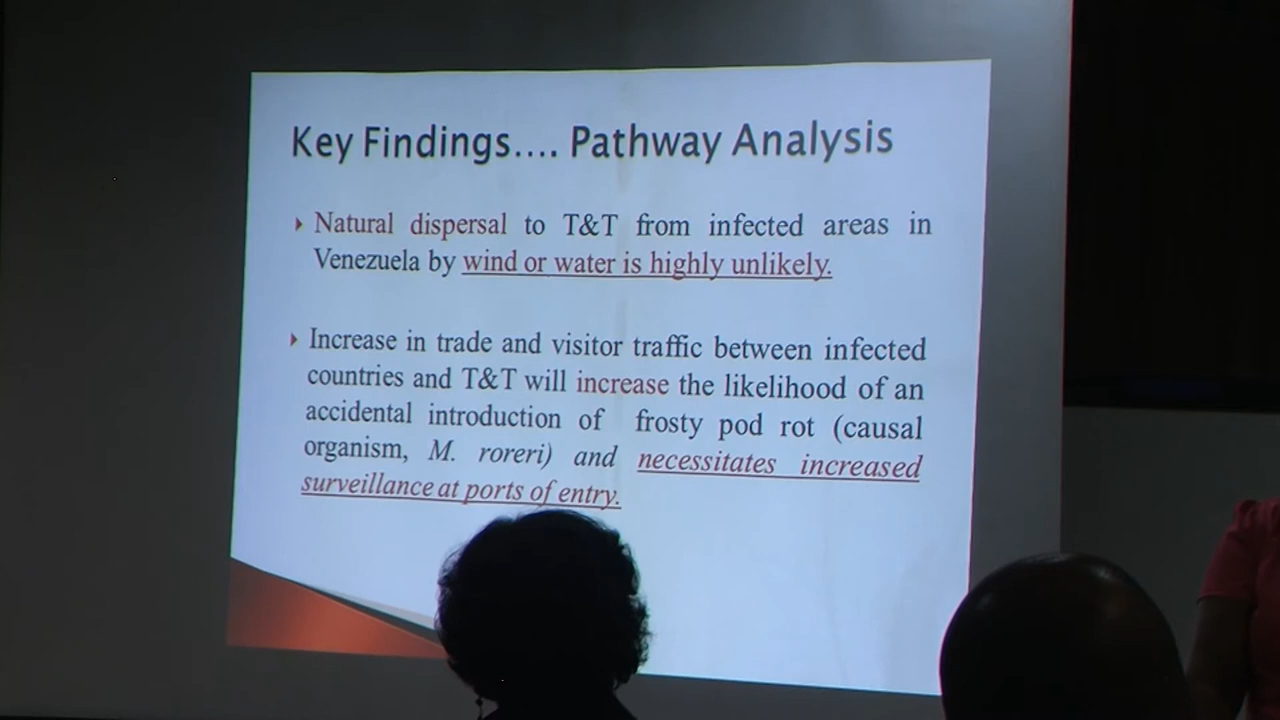 Key Findings.... Pathway Analysis
Natural dispersal to T&T from infected areas in
Venezuela by wind or water is highly unlikely.
Increase in trade and visitor traffic between infected
countries and T&T will increase the likelihood of an
accidental introduction of frosty pod rot (causal
organism, M. roreri) and necessitates increased
surveillance at ports of entry.